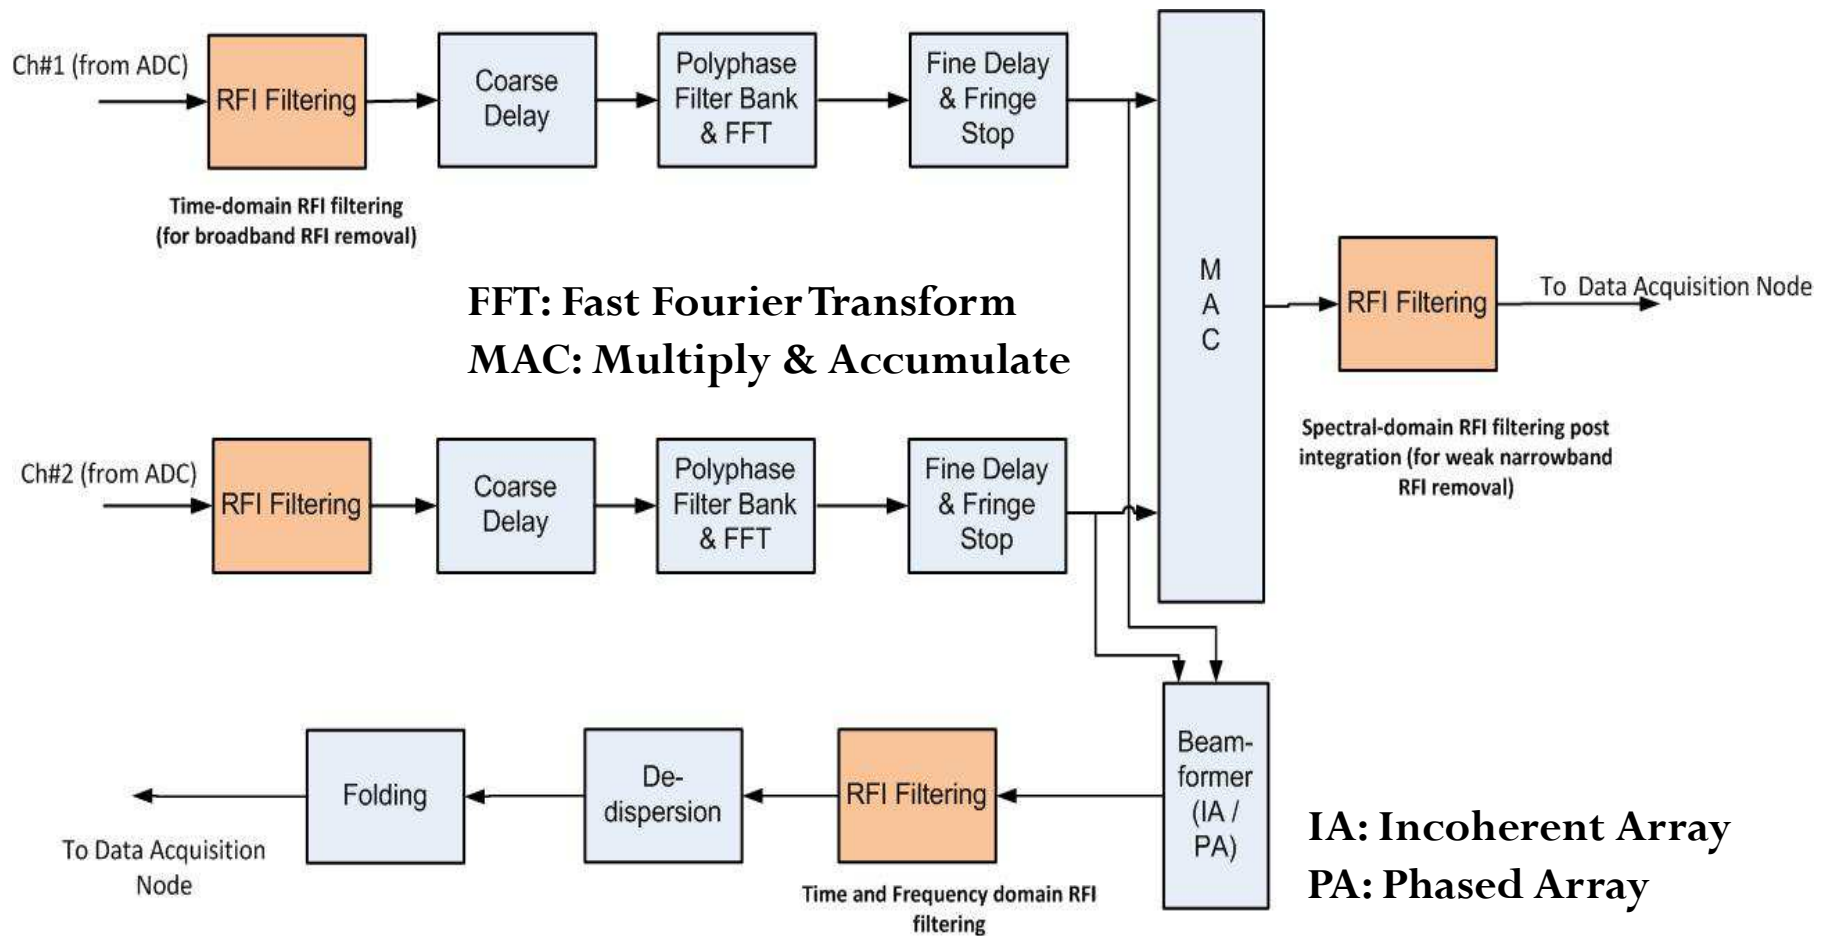 Ch#1 (from ADC)
RFI Filtering
Coarse
Delay
Polyphase
Filter Bank
& FFT
Fine Delay
& Fringe
Stop
Time-domain RFI filtering
(for broadband RFI removal)
FFT: Fast Fourier Transform
MAC: Multiply & Accumulate
M
A
C
RFI Filtering
To Data Acquisition Node
Spectral-domain RFI filtering post
integration (for weak narrowband
RFI removal)
Ch#2 (from ADC)
RFI Filtering
Coarse
Delay
Polyphase
Filter Bank
& FFT
Fine Delay
& Fringe
Stop
Beam-
former
(IA /
PA)
RFI Filtering
De-
dispersion
Folding
To Data Acquisition
Node
Time and Frequency domain RFI
filtering
IA: Incoherent Array
PA: Phased Array